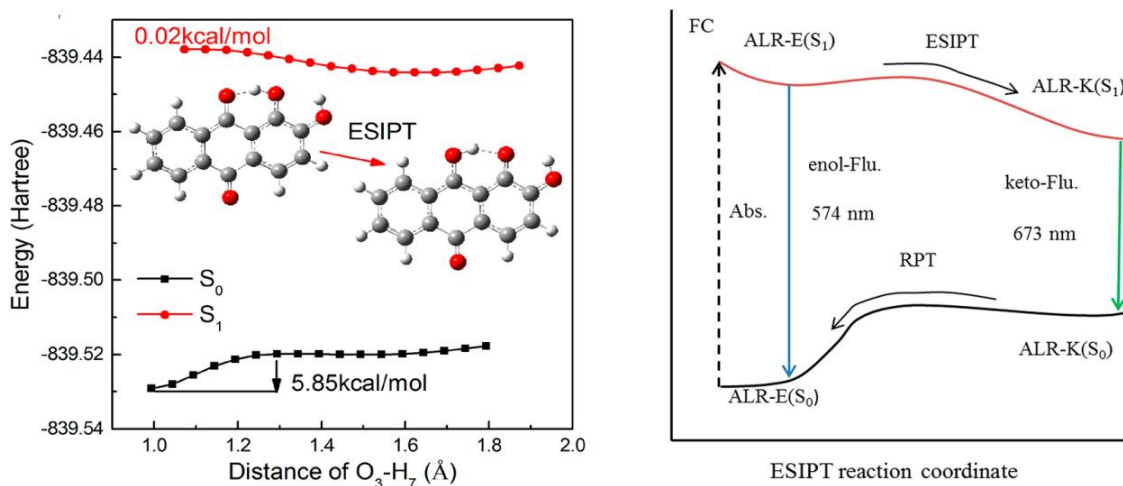 0.02kcal/mol
-839.44
-839.46
-839.48
-839.50
-839.52
-839.54
Energy (Hartree)
ESIPT
S₀
S₁
5.85kcal/mol
1.0 1.2 1.4 1.6 1.8 2.0
Distance of O₃-H₇ (Å)
FC
ALR-E(S₁)
ESIPT
ALR-K(S₁)
Abs.
enol-Flu.
574 nm
keto-Flu.
673 nm
RPT
ALR-E(S₀)
ALR-K(S₀)
ESIPT reaction coordinate